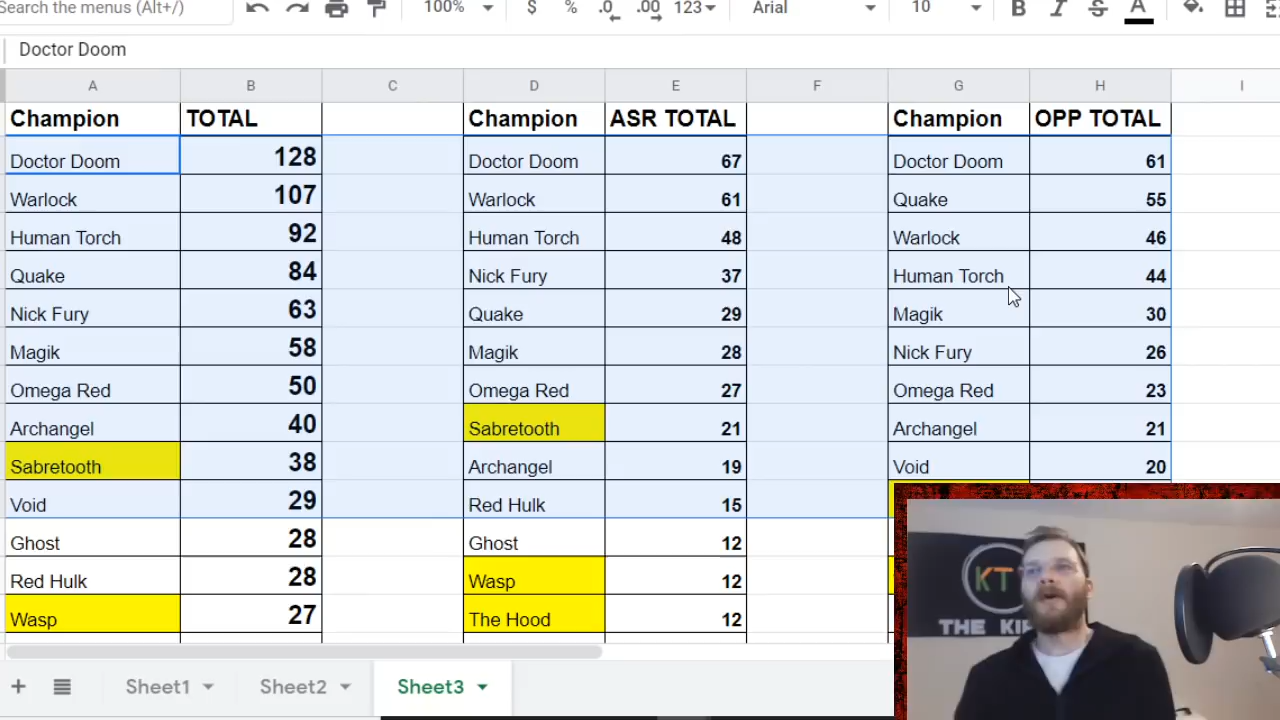 Search the menus (Alt+/) 100% $ % .0 .00 123 Arial 10 B I S A
Doctor Doom
A B C D E F G H I
Champion TOTAL Champion ASR TOTAL Champion OPP TOTAL
Doctor Doom 128 Doctor Doom 67 Doctor Doom 61
Warlock 107 Warlock 61 Quake 55
Human Torch 92 Human Torch 48 Warlock 46
Quake 84 Nick Fury 37 Human Torch 44
Nick Fury 63 Quake 29 Magik 30
Magik 58 Magik 28 Nick Fury 26
Omega Red 50 Omega Red 27 Omega Red 23
Archangel 40 Sabretooth 21 Archangel 21
Sabretooth 38 Archangel 19 Void 20
Void 29 Red Hulk 15
Ghost 28 Ghost 12
Red Hulk 28 Wasp 12
Wasp 27 The Hood 12
KT
THE
Sheet1 Sheet2 Sheet3